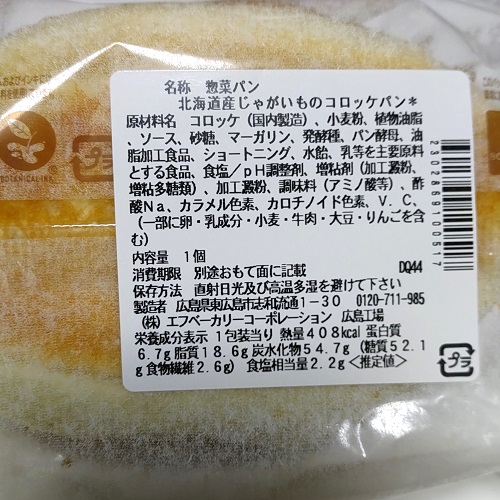 名称 惣菜パン
北海道産じゃがいものコロッケパン*
原材料名 コロッケ(国内製造)、小麦粉、植物油脂
、ソース、砂糖、マーガリン、発酵種、パン酵母、油
脂加工食品、ショートニング、水飴、乳等を主要原料
とする食品、食塩/pH調整剤、増粘剤(加工澱粉、
増粘多糖類)、加工澱粉、調味料(アミノ酸等)、酢
酸Na、カラメル色素、カロチノイド色素、V.C、
(一部に卵・乳成分・小麦・牛肉・大豆・りんごを含
む)
内容量 1個
消費期限 別途おもて面に記載 DQ44
保存方法 直射日光及び高温多湿を避けて下さい
製造者 広島県東広島市志和流通1-30 0120-711-985
(株)エフベーカリーコーポレーション 広島工場
栄養成分表示 1包装当り 熱量408kcal 蛋白質
6.7g 脂質18.6g 炭水化物54.7g (糖質52.1
g 食物繊維2.6g) 食塩相当量2.2g<推定値>
プラ
BOTANICAL INK
プラ